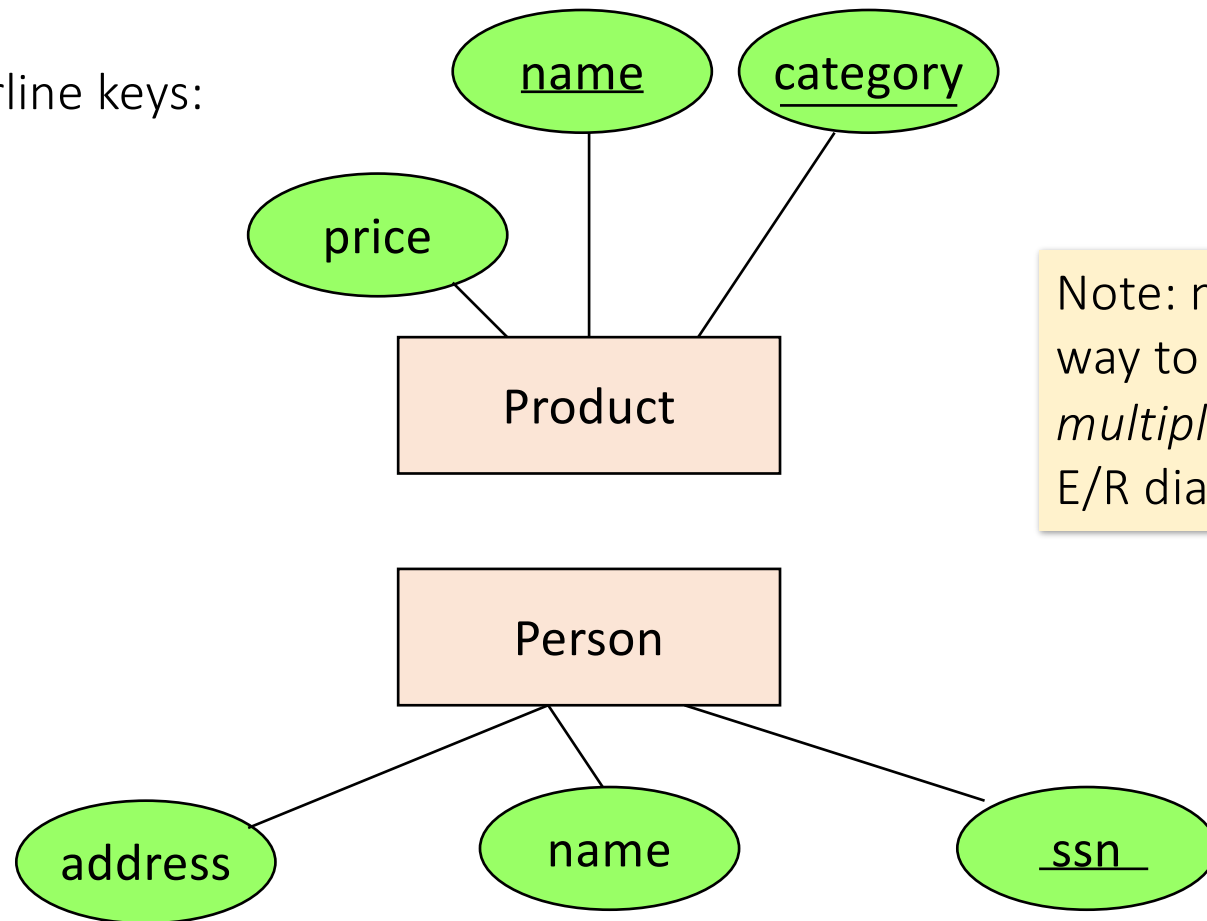 rline keys:
name
category
price
Product
Note: n
way to
multipl
E/R dia
Person
address
name
ssn